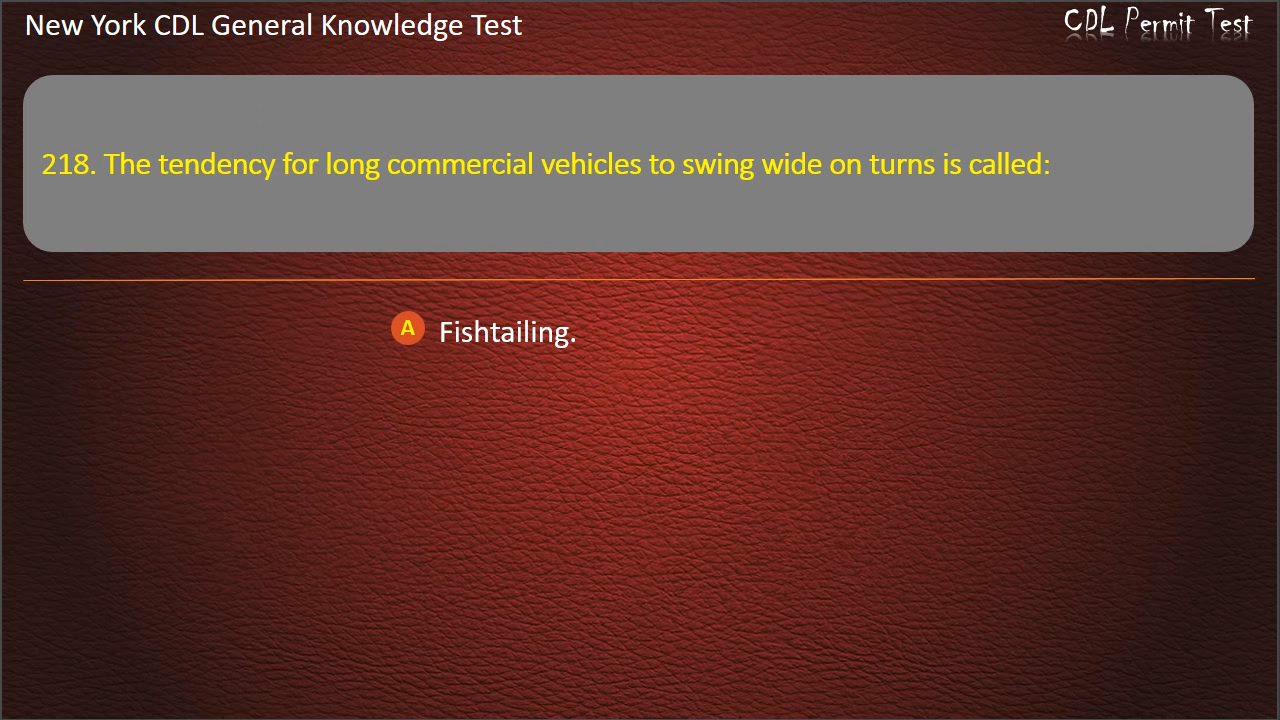 New York CDL General Knowledge Test
CDL Permit Test
218. The tendency for long commercial vehicles to swing wide on turns is called:
A Fishtailing.